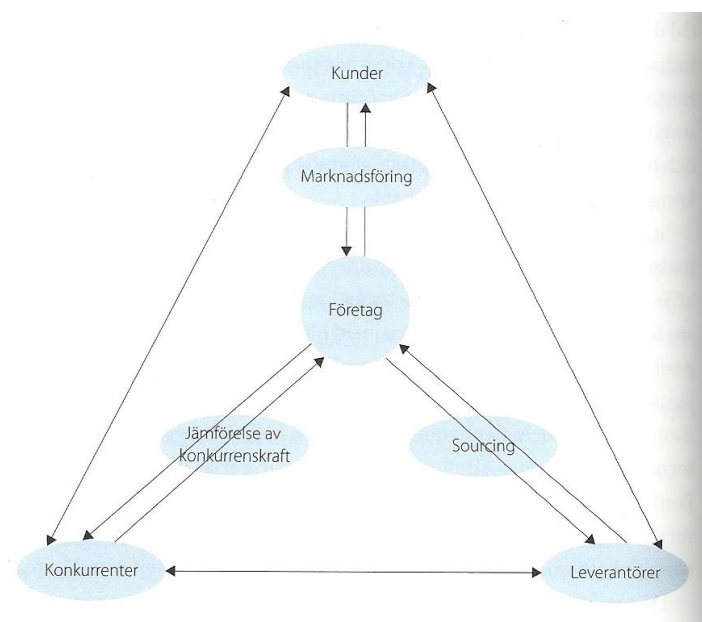 Kunder
Marknadsföring
Företag
Jämförelse av
konkurrenskraft
Sourcing
Konkurrenter
Leverantörer